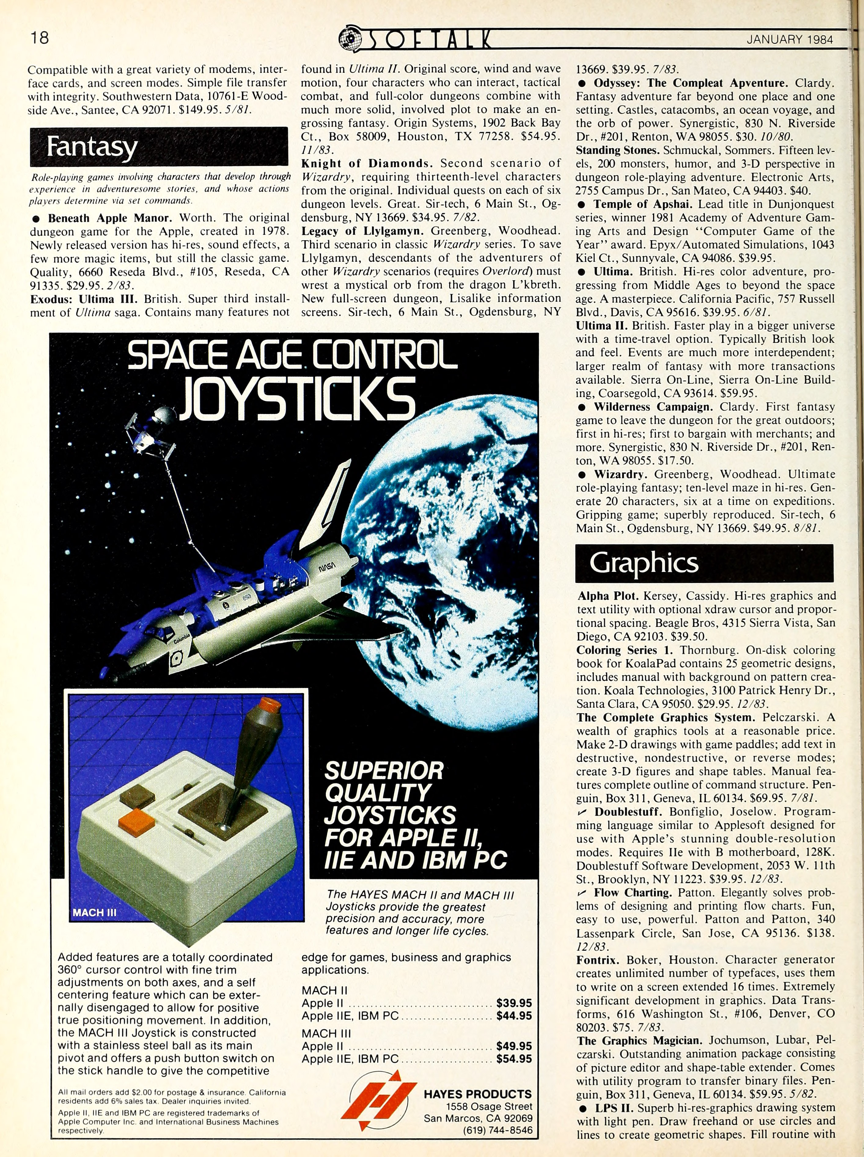 18
SOFTALK
JANUARY 1984
Compatible with a great variety of modems, inter-
face cards, and screen modes. Simple file transfer
with integrity. Southwestern Data, 10761-E Wood-
side Ave., Santee, CA 92071. $149.95. 5/81.
Fantasy
Role-playing games involving characters that develop through
experience in adventuresome stories, and whose actions
players determine via set commands.
● Beneath Apple Manor. Worth. The original
dungeon game for the Apple, created in 1978.
Newly released version has hi-res, sound effects, a
few more magic items, but still the classic game.
Quality, 6660 Reseda Blvd., #105, Reseda, CA
91335. $29.95. 2/83.
Exodus: Ultima III. British. Super third install-
ment of Ultima saga. Contains many features not
found in Ultima II. Original score, wind and wave
motion, four characters who can interact, tactical
combat, and full-color dungeons combine with
much more solid, involved plot to make an en-
grossing fantasy. Origin Systems, 1902 Back Bay
Ct., Box 58009, Houston, TX 77258. $54.95.
11/83.
Knight of Diamonds. Second scenario of
Wizardry, requiring thirteenth-level characters
from the original. Individual quests on each of six
dungeon levels. Great. Sir-tech, 6 Main St., Og-
densburg, NY 13669. $34.95. 7/82.
Legacy of Llylgamyn. Greenberg, Woodhead.
Third scenario in classic Wizardry series. To save
Llylgamyn, descendants of the adventurers of
other Wizardry scenarios (requires Overlord) must
wrest a mystical orb from the dragon L'kbreth.
New full-screen dungeon, Lisalike information
screens. Sir-tech, 6 Main St., Ogdensburg, NY
13669. $39.95. 7/83.
● Odyssey: The Compleat Apventure. Clardy.
Fantasy adventure far beyond one place and one
setting. Castles, catacombs, an ocean voyage, and
the orb of power. Synergistic, 830 N. Riverside
Dr., #201, Renton, WA 98055. $30. 10/80.
Standing Stones. Schmuckal, Sommers. Fifteen lev-
els, 200 monsters, humor, and 3-D perspective in
dungeon role-playing adventure. Electronic Arts,
2755 Campus Dr., San Mateo, CA 94403. $40.
● Temple of Apshai. Lead title in Dunjonquest
series, winner 1981 Academy of Adventure Gam-
ing Arts and Design "Computer Game of the
Year" award. Epyx/Automated Simulations, 1043
Kiel Ct., Sunnyvale, CA 94086. $39.95.
● Ultima. British. Hi-res color adventure, pro-
gressing from Middle Ages to beyond the space
age. A masterpiece. California Pacific, 757 Russell
Blvd., Davis, CA 95616. $39.95. 6/81.
Ultima II. British. Faster play in a bigger universe
with a time-travel option. Typically British look
and feel. Events are much more interdependent;
larger realm of fantasy with more transactions
available. Sierra On-Line, Sierra On-Line Build-
ing, Coarsegold, CA 93614. $59.95.
● Wilderness Campaign. Clardy. First fantasy
game to leave the dungeon for the great outdoors;
first in hi-res; first to bargain with merchants; and
more. Synergistic, 830 N. Riverside Dr., #201, Ren-
ton, WA 98055. $17.50.
● Wizardry. Greenberg, Woodhead. Ultimate
role-playing fantasy; ten-level maze in hi-res. Gen-
erate 20 characters, six at a time on expeditions.
Gripping game; superbly reproduced. Sir-tech, 6
Main St., Ogdensburg, NY 13669. $49.95. 8/81.
Graphics
Alpha Plot. Kersey, Cassidy. Hi-res graphics and
text utility with optional xdraw cursor and propor-
tional spacing. Beagle Bros, 4315 Sierra Vista, San
Diego, CA 92103. $39.50.
Coloring Series 1. Thornburg. On-disk coloring
book for KoalaPad contains 25 geometric designs,
includes manual with background on pattern crea-
tion. Koala Technologies, 3100 Patrick Henry Dr.,
Santa Clara, CA 95050. $29.95. 12/83.
The Complete Graphics System. Pelczarski. A
wealth of graphics tools at a reasonable price.
Make 2-D drawings with game paddles; add text in
destructive, nondestructive, or reverse modes;
create 3-D figures and shape tables. Manual fea-
tures complete outline of command structure. Pen-
guin, Box 311, Geneva, IL 60134. $69.95. 7/81.
✓ Doublestuff. Bonfiglio, Joselow. Program-
ming language similar to Applesoft designed for
use with Apple's stunning double-resolution
modes. Requires IIe with B motherboard, 128K.
Doublestuff Software Development, 2053 W. 11th
St., Brooklyn, NY 11223. $39.95. 12/83.
✓ Flow Charting. Patton. Elegantly solves prob-
lems of designing and printing flow charts. Fun,
easy to use, powerful. Patton and Patton, 340
Lassenpark Circle, San Jose, CA 95136. $138.
12/83.
Fontrix. Boker, Houston. Character generator
creates unlimited number of typefaces, uses them
to write on a screen extended 16 times. Extremely
significant development in graphics. Data Trans-
forms, 616 Washington St., #106, Denver, CO
80203. $75. 7/83.
The Graphics Magician. Jochumson, Lubar, Pel-
czarski. Outstanding animation package consisting
of picture editor and shape-table extender. Comes
with utility program to transfer binary files. Pen-
guin, Box 311, Geneva, IL 60134. $59.95. 5/82.
● LPS II. Superb hi-res-graphics drawing system
with light pen. Draw freehand or use circles and
lines to create geometric shapes. Fill routine with
SPACE AGE CONTROL
JOYSTICKS
NASA
Columbia
SUPERIOR
QUALITY
JOYSTICKS
FOR APPLE II,
IIE AND IBM PC
MACH III
The HAYES MACH II and MACH III
Joysticks provide the greatest
precision and accuracy, more
features and longer life cycles.
Added features are a totally coordinated
360° cursor control with fine trim
adjustments on both axes, and a self
centering feature which can be exter-
nally disengaged to allow for positive
true positioning movement. In addition,
the MACH III Joystick is constructed
with a stainless steel ball as its main
pivot and offers a push button switch on
the stick handle to give the competitive
edge for games, business and graphics
applications.
MACH II
Apple II ............................. $39.95
Apple IIE, IBM PC .................. $44.95
MACH III
Apple II ............................. $49.95
Apple IIE, IBM PC .................. $54.95
All mail orders add $2.00 for postage & insurance. California
residents add 6% sales tax. Dealer inquiries invited.
Apple II, IIE and IBM PC are registered trademarks of
Apple Computer Inc. and International Business Machines
respectively.
HAYES PRODUCTS
1558 Osage Street
San Marcos, CA 92069
(619) 744-8546